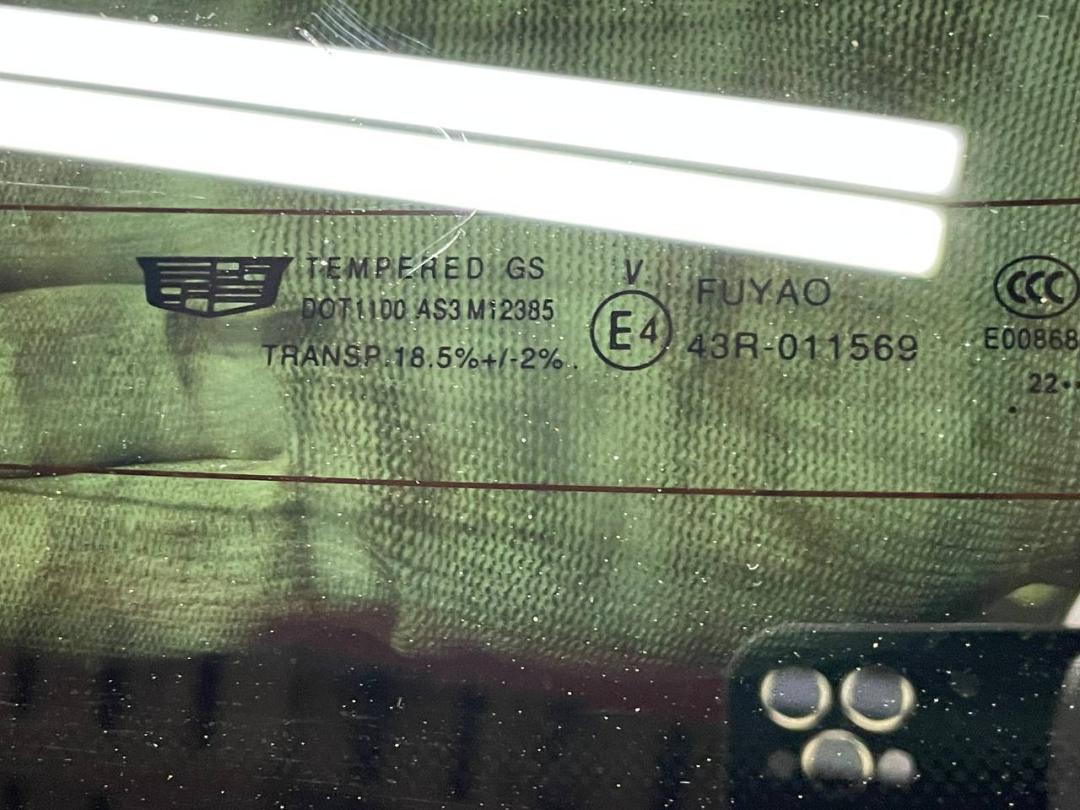 TEMPERED GS
DOT1100 AS3 M12385
TRANSP.18.5%+/-2%.
V
E4
FUYAO
43R-011569
CCC
E00868
22••